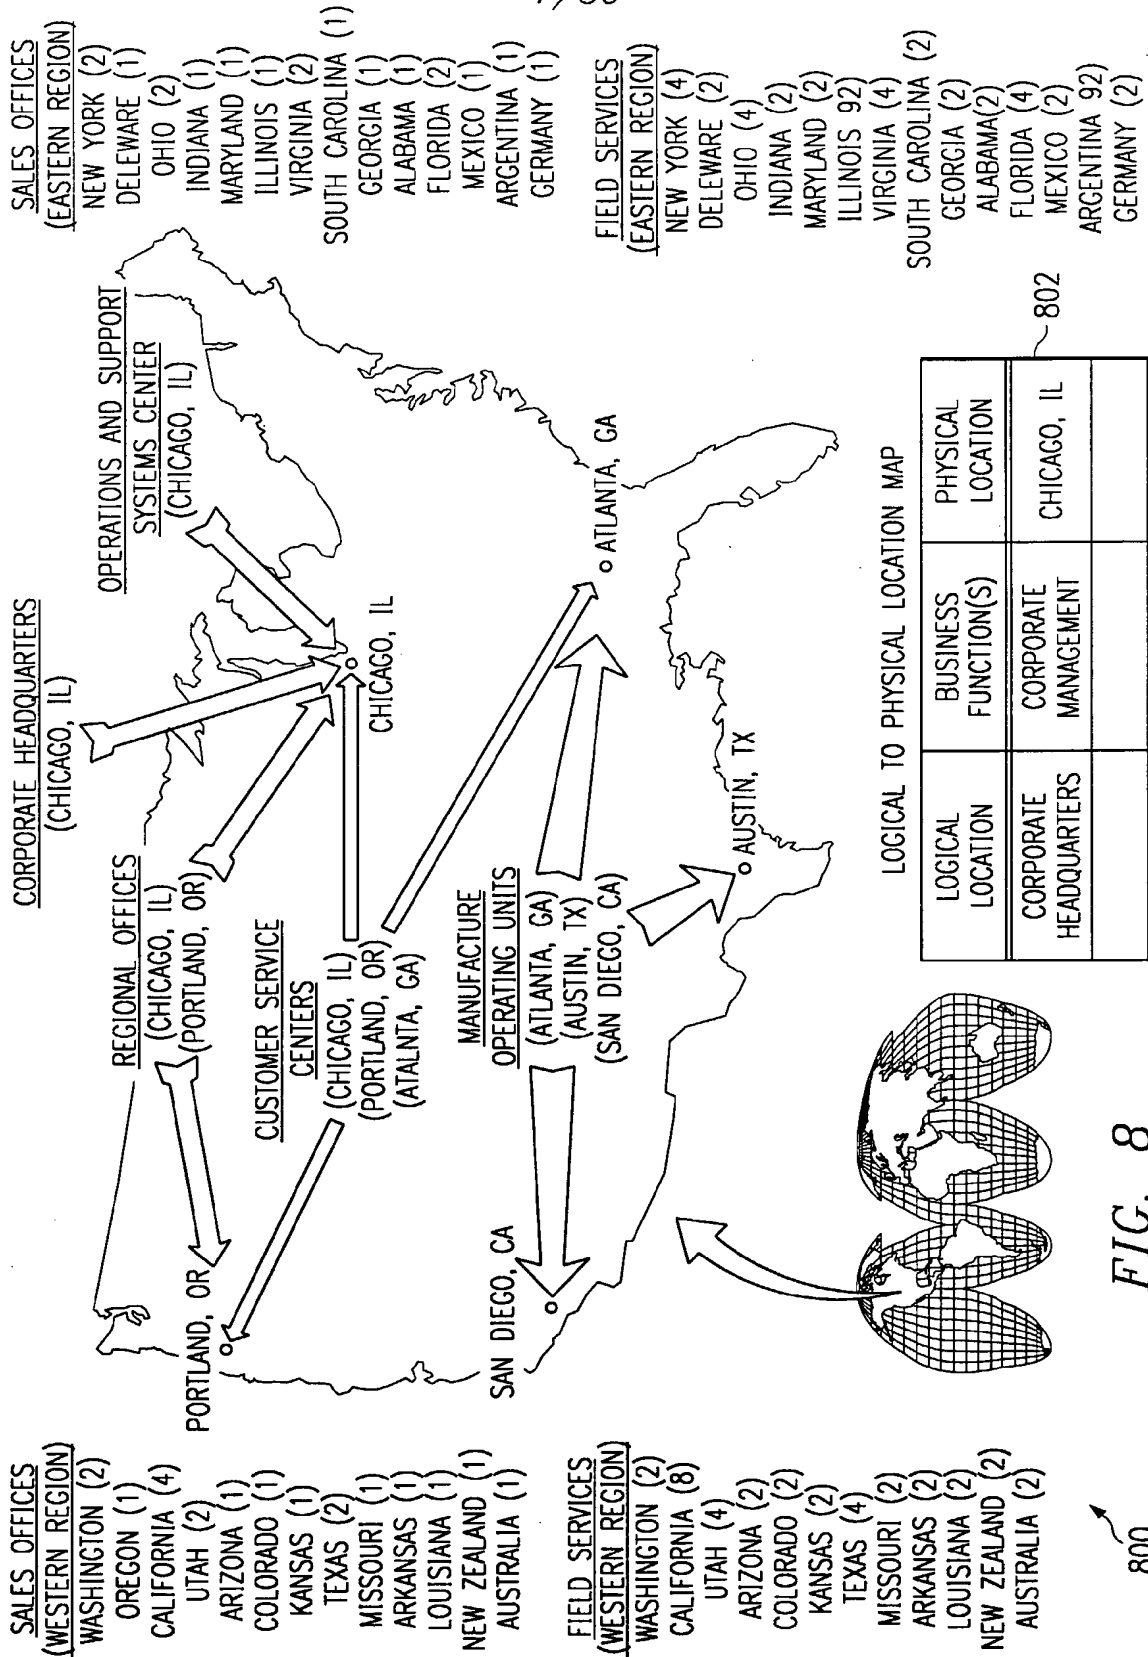 SALES OFFICES
(WESTERN REGION)
WASHINGTON (2)
OREGON (1)
CALIFORNIA (4)
UTAH (2)
ARIZONA (1)
COLORADO (1)
KANSAS (1)
TEXAS (2)
MISSOURI (1)
ARKANSAS (1)
LOUISIANA (1)
NEW ZEALAND (1)
AUSTRALIA (1)
FIELD SERVICES
(WESTERN REGION)
WASHINGTON (2)
CALIFORNIA (8)
UTAH (4)
ARIZONA (2)
COLORADO (2)
KANSAS (2)
TEXAS (4)
MISSOURI (2)
ARKANSAS (2)
LOUISIANA (2)
NEW ZEALAND (2)
AUSTRALIA (2)
800
CORPORATE HEADQUARTERS
(CHICAGO, IL)
OPERATIONS AND SUPPORT
SYSTEMS CENTER
(CHICAGO, IL)
REGIONAL OFFICES
(CHICAGO, IL)
(PORTLAND, OR)
PORTLAND, OR
CHICAGO, IL
CUSTOMER SERVICE
CENTERS
(CHICAGO, IL)
(PORTLAND, OR)
(ATALNTA, GA)
MANUFACTURE
OPERATING UNITS
(ATLANTA, GA)
(AUSTIN, TX)
(SAN DIEGO, CA)
SAN DIEGO, CA
ATLANTA, GA
AUSTIN, TX
SALES OFFICES
(EASTERN REGION)
NEW YORK (2)
DELEWARE (1)
OHIO (2)
INDIANA (1)
MARYLAND (1)
ILLINOIS (1)
VIRGINIA (2)
SOUTH CAROLINA (1)
GEORGIA (1)
ALABAMA (1)
FLORIDA (2)
MEXICO (1)
ARGENTINA (1)
GERMANY (1)
FIELD SERVICES
(EASTERN REGION)
NEW YORK (4)
DELEWARE (2)
OHIO (4)
INDIANA (2)
MARYLAND (2)
ILLINOIS 92)
VIRGINIA (4)
SOUTH CAROLINA (2)
GEORGIA (2)
ALABAMA(2)
FLORIDA (4)
MEXICO (2)
ARGENTINA 92)
GERMANY (2)
LOGICAL TO PHYSICAL LOCATION MAP
LOGICAL LOCATION
BUSINESS FUNCTION(S)
PHYSICAL LOCATION
CORPORATE HEADQUARTERS
CORPORATE MANAGEMENT
CHICAGO, IL
802
FIG. 8